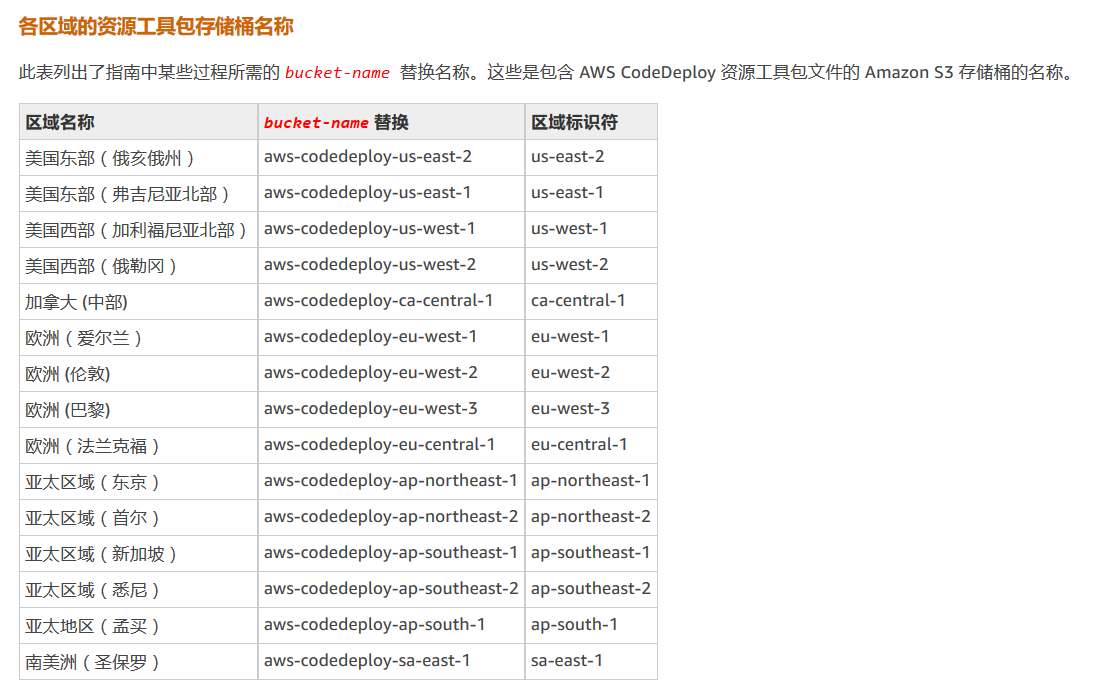 各区域的资源工具包存储桶名称
此表列出了指南中某些过程所需的 bucket-name 替换名称。这些是包含 AWS CodeDeploy 资源工具包文件的 Amazon S3 存储桶的名称。
区域名称 bucket-name 替换 区域标识符
美国东部（俄亥俄州） aws-codedeploy-us-east-2 us-east-2
美国东部（弗吉尼亚北部） aws-codedeploy-us-east-1 us-east-1
美国西部（加利福尼亚北部） aws-codedeploy-us-west-1 us-west-1
美国西部（俄勒冈） aws-codedeploy-us-west-2 us-west-2
加拿大 (中部) aws-codedeploy-ca-central-1 ca-central-1
欧洲（爱尔兰） aws-codedeploy-eu-west-1 eu-west-1
欧洲 (伦敦) aws-codedeploy-eu-west-2 eu-west-2
欧洲 (巴黎) aws-codedeploy-eu-west-3 eu-west-3
欧洲（法兰克福） aws-codedeploy-eu-central-1 eu-central-1
亚太区域（东京） aws-codedeploy-ap-northeast-1 ap-northeast-1
亚太区域（首尔） aws-codedeploy-ap-northeast-2 ap-northeast-2
亚太区域（新加坡） aws-codedeploy-ap-southeast-1 ap-southeast-1
亚太区域（悉尼） aws-codedeploy-ap-southeast-2 ap-southeast-2
亚太地区（孟买） aws-codedeploy-ap-south-1 ap-south-1
南美洲（圣保罗） aws-codedeploy-sa-east-1 sa-east-1